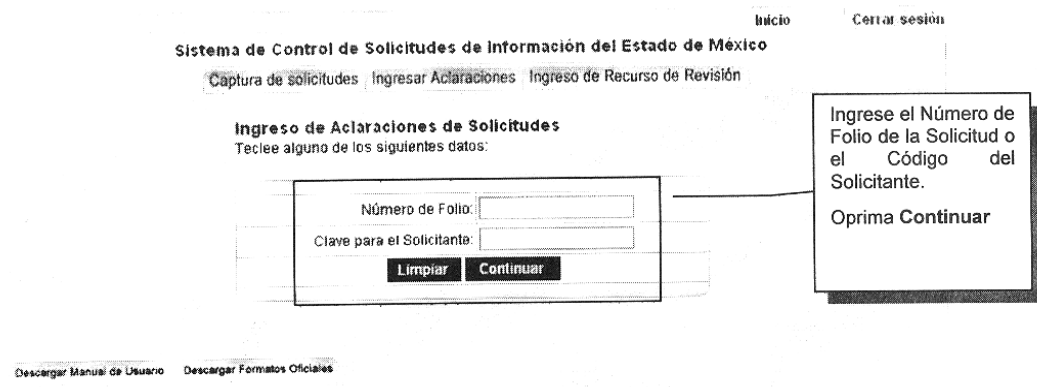 Inicio Cerrar sesión
Sistema de Control de Solicitudes de Información del Estado de México
Captura de solicitudes Ingresar Aclaraciones Ingreso de Recurso de Revisión
Ingreso de Aclaraciones de Solicitudes
Teclee alguno de los siguientes datos:
Número de Folio:
Clave para el Solicitante:
Limpiar Continuar
Ingrese el Número de
Folio de la Solicitud o
el Código del
Solicitante.
Oprima Continuar
Descargar Manual de Usuario Descargar Formatos Oficiales